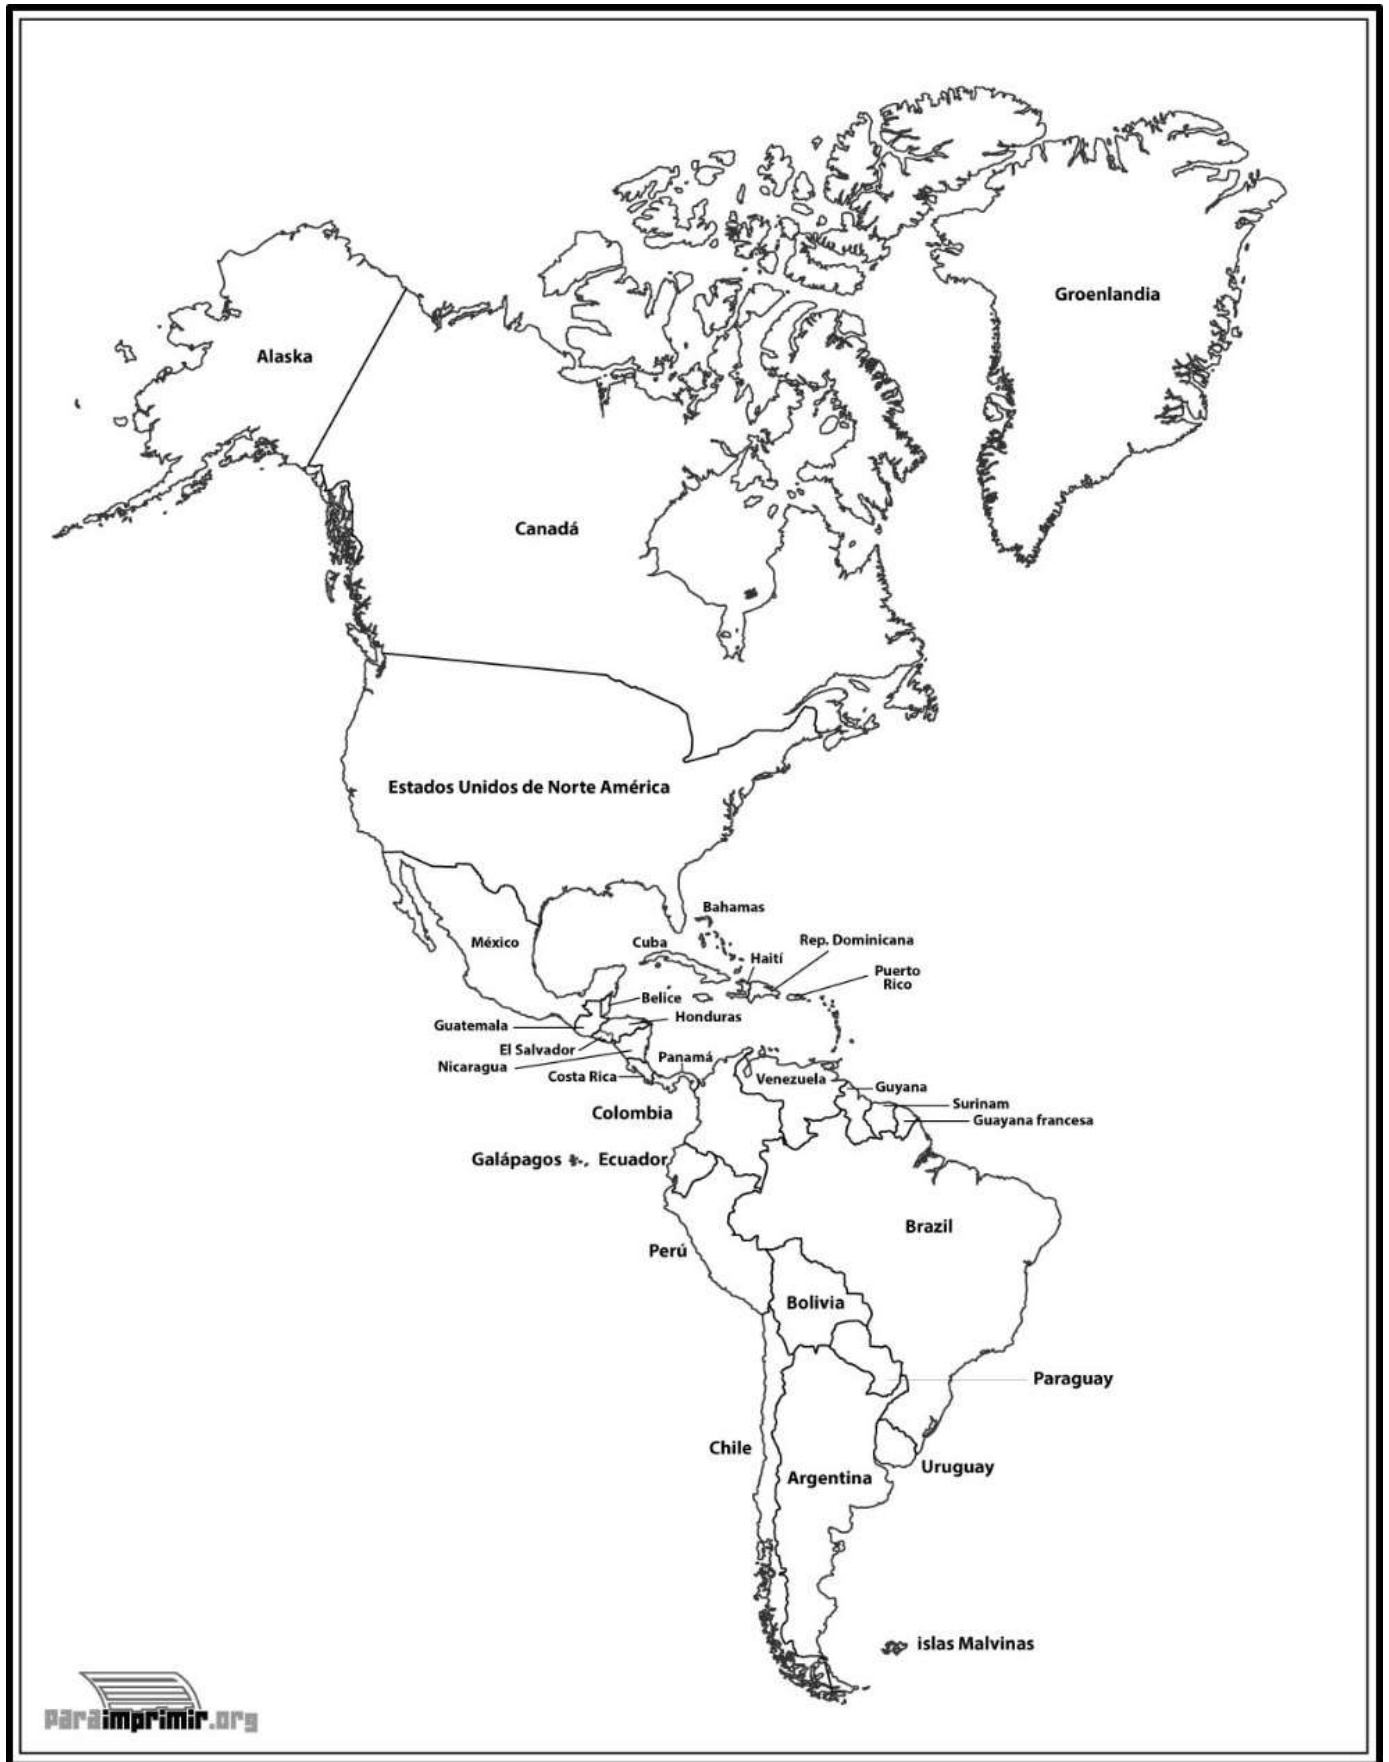 Groenlandia
Alaska
Canadá
Estados Unidos de Norte América
Bahamas
México
Cuba
Rep. Dominicana
Haití
Puerto
Rico
Belice
Honduras
Guatemala
El Salvador
Nicaragua
Panamá
Costa Rica
Venezuela
Guyana
Surinam
Colombia
Guayana francesa
Galápagos
Ecuador
Brazil
Perú
Bolivia
Paraguay
Chile
Uruguay
Argentina
islas Malvinas
paraimprimir.org